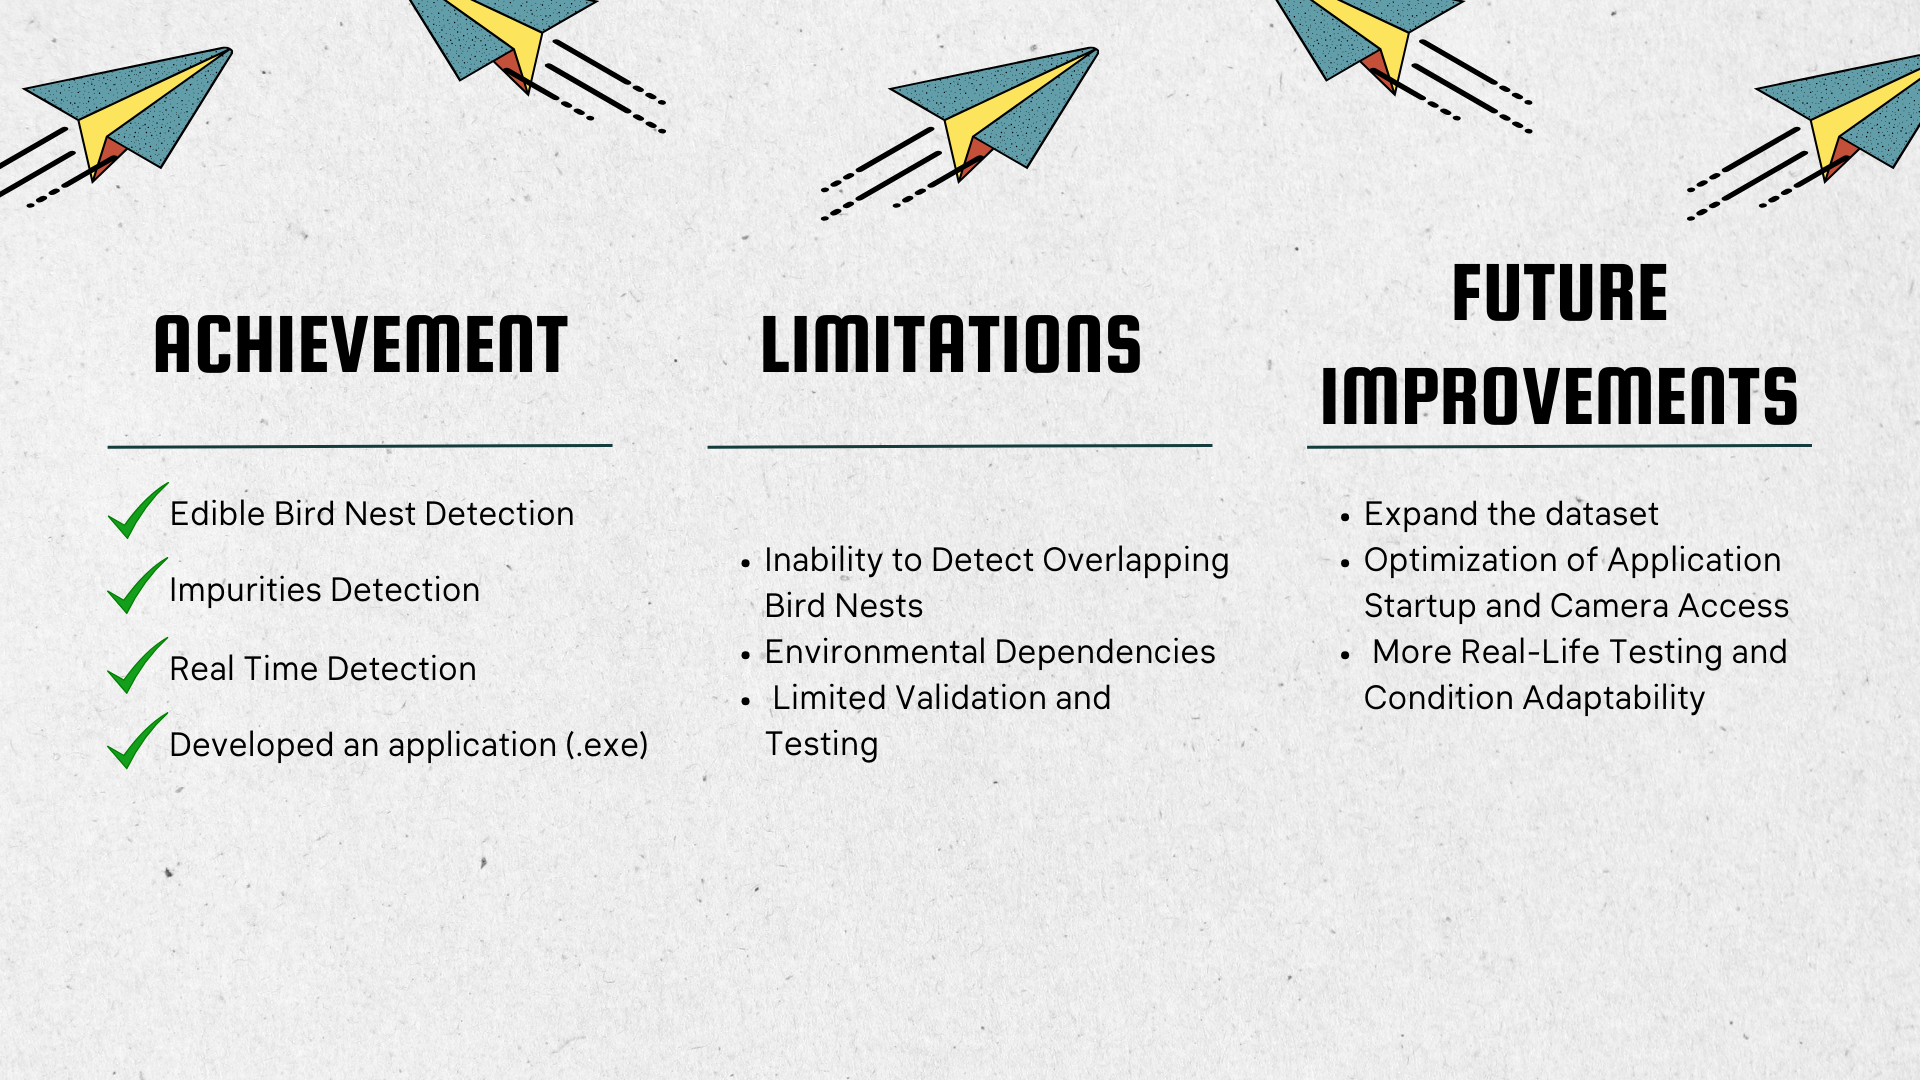 ACHIEVEMENT
Edible Bird Nest Detection
Impurities Detection
Real Time Detection
Developed an application (.exe)
LIMITATIONS
• Inability to Detect Overlapping
Bird Nests
• Environmental Dependencies
• Limited Validation and
Testing
FUTURE
IMPROVEMENTS
• Expand the dataset
• Optimization of Application
Startup and Camera Access
• More Real-Life Testing and
Condition Adaptability